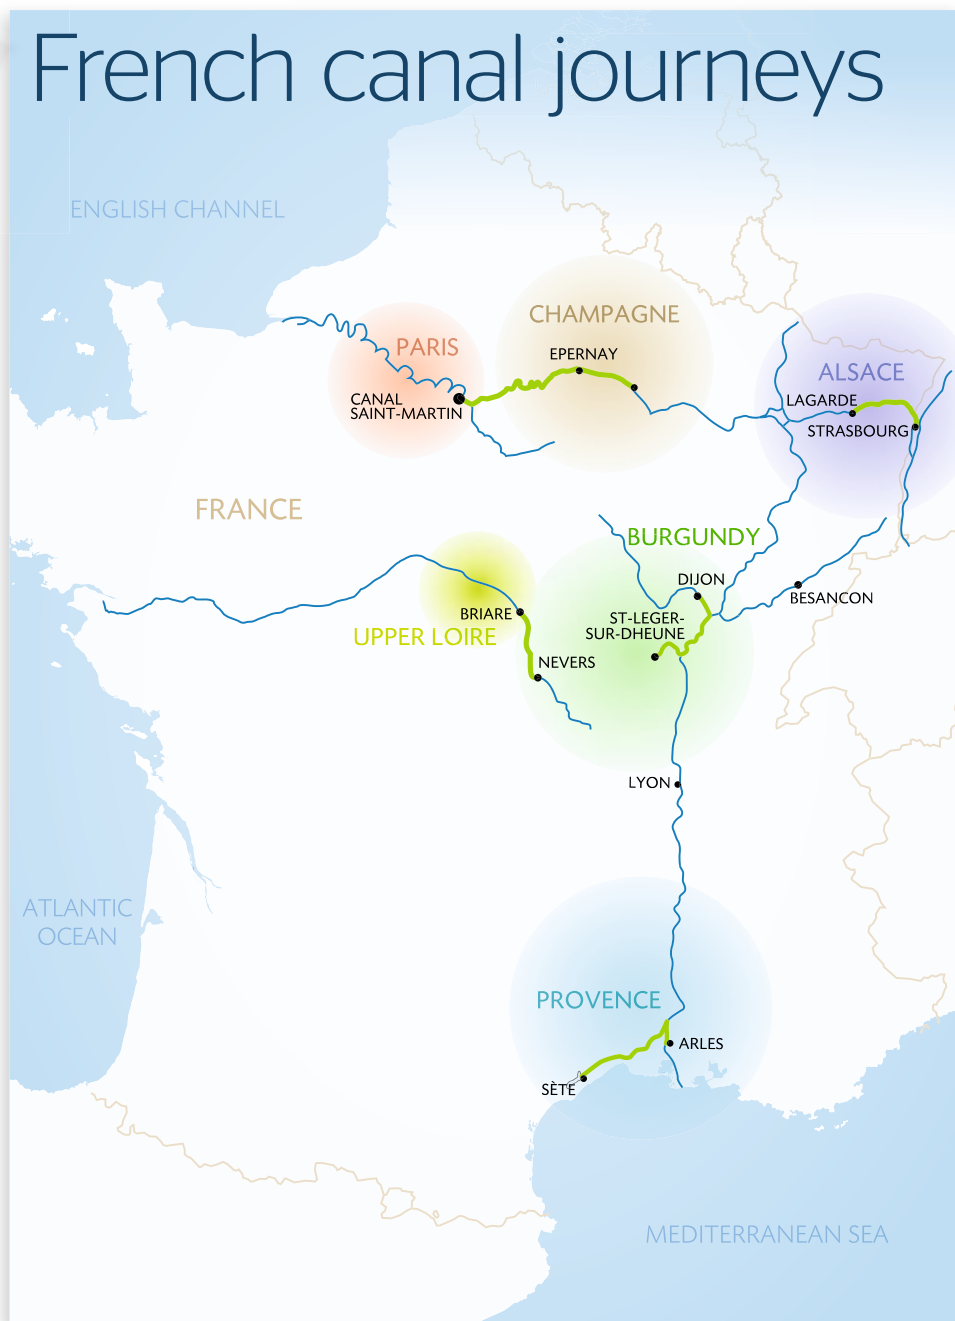 French canal journeys
ENGLISH CHANNEL
CHAMPAGNE
PARIS
EPERNAY
ALSACE
CANAL
SAINT-MARTIN
LAGARDE
STRASBOURG
FRANCE
BURGUNDY
DIJON
BESANCON
BRIARE
ST-LEGER-
SUR-DHEUNE
UPPER LOIRE
NEVERS
LYON
ATLANTIC
OCEAN
PROVENCE
ARLES
SÈTE
MEDITERRANEAN SEA